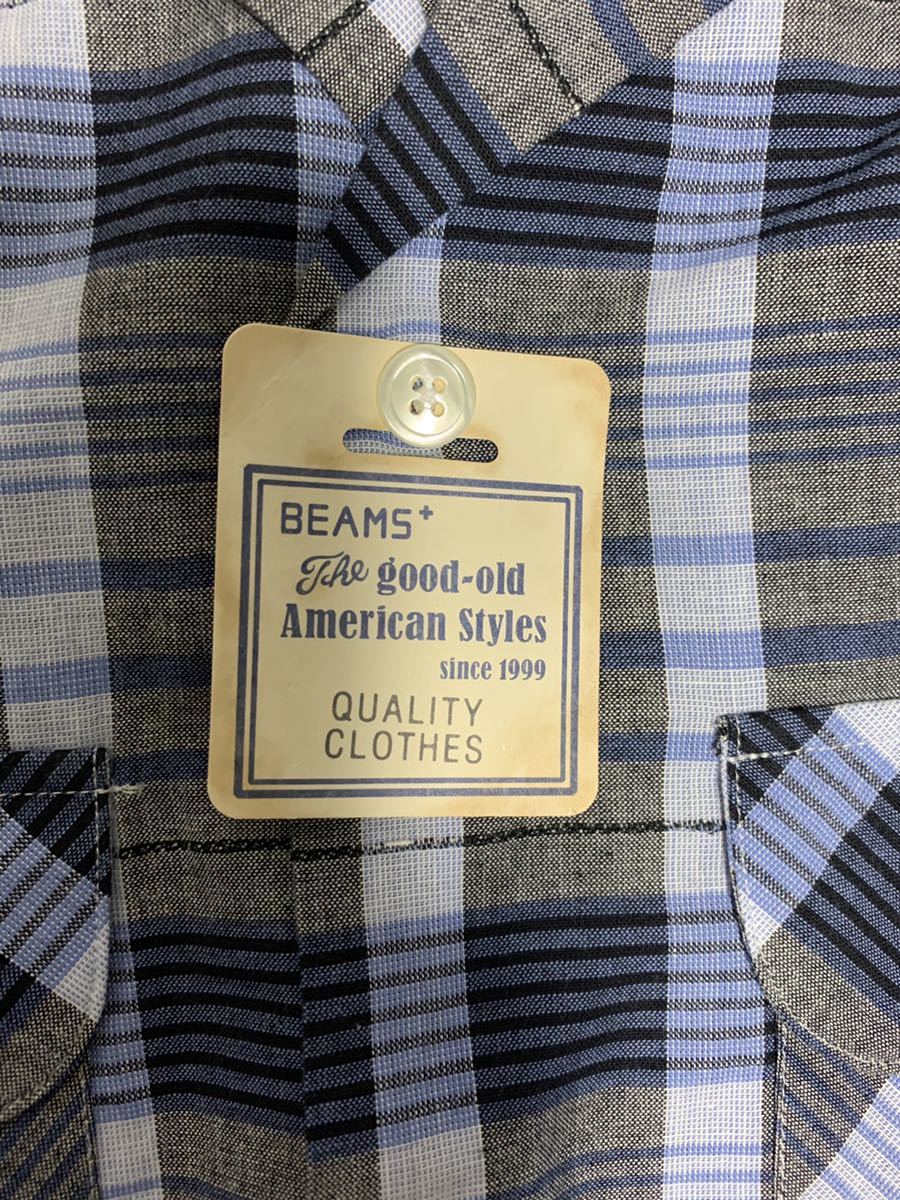 BEAMS+
The good-old
American Styles
since 1999
QUALITY
CLOTHES